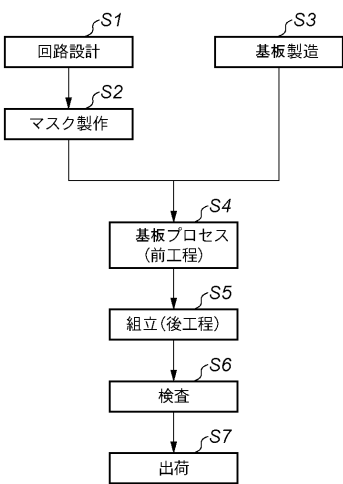 S1
回路設計
S2
マスク製作
S3
基板製造
S4
基板プロセス
(前工程)
S5
組立(後工程)
S6
検査
S7
出荷